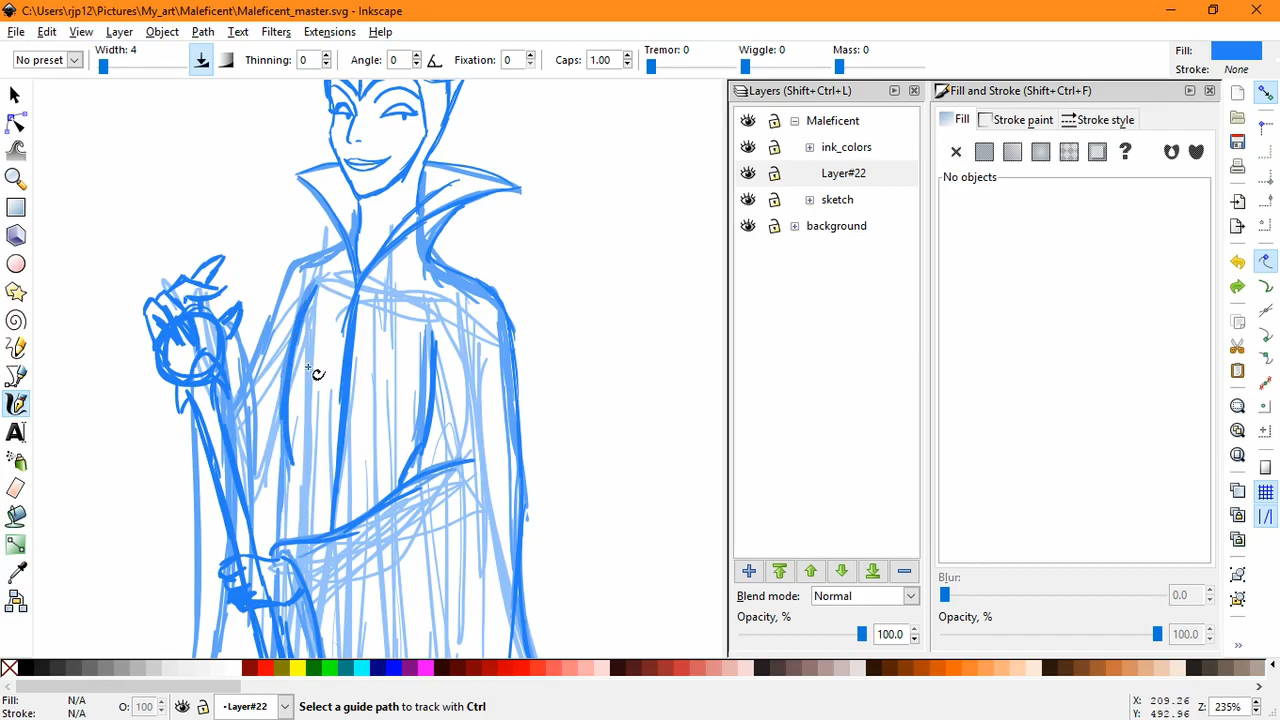 C:\Users\rjp12\Pictures\My_art\Maleficent\Maleficent_master.svg - Inkscape
File Edit View Layer Object Path Text Filters Extensions Help
No preset Width: 4 Thinning: 0 Angle: 0 Fixation: 0 Caps: 1.00 Tremor: 0 Wiggle: 0 Mass: 0 Fill:
Stroke: None
Layers (Shift+Ctrl+L) Fill and Stroke (Shift+Ctrl+F)
Maleficent
ink_colors
Layer#22
sketch
background
Fill Stroke paint Stroke style
No objects
Blend mode: Normal
Opacity, % 100.0
Blur: 0.0
Opacity, % 100.0
Fill: N/A
Stroke: N/A
O: 100
Layer#22
Select a guide path to track with Ctrl
X: 209.26
Y: 492.96
Z: 235%